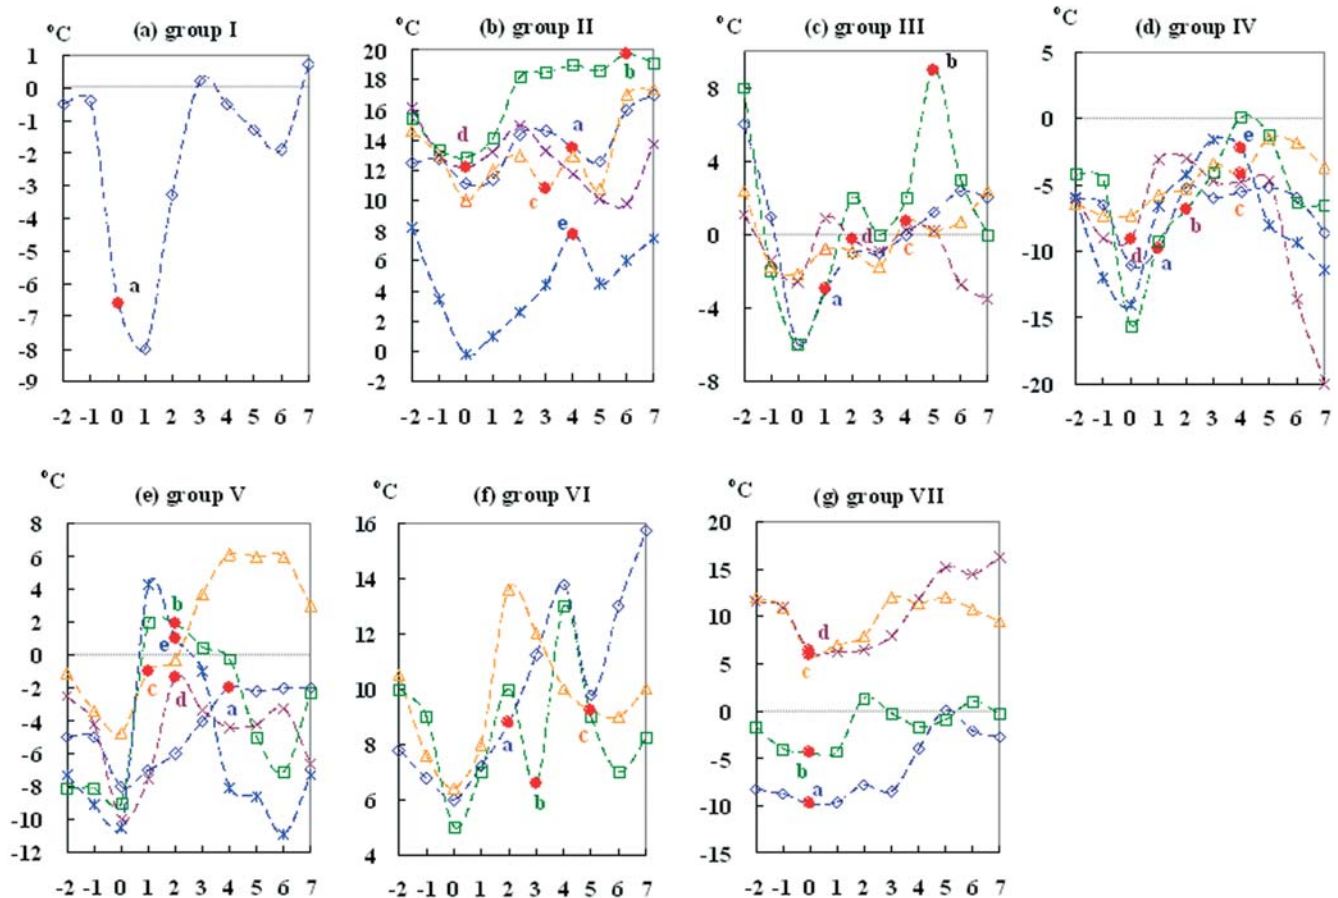 °C (a) group I
1
0
-1
-2
-3
-4
-5
-6
-7
-8
-9
a
-2 -1 0 1 2 3 4 5 6 7
°C (b) group II
20
18
16
14
12
10
8
6
4
2
0
-2
d
a
b
c
e
-2 -1 0 1 2 3 4 5 6 7
°C (c) group III
8
4
0
-4
-8
b
d
c
a
-2 -1 0 1 2 3 4 5 6 7
°C (d) group IV
5
0
-5
-10
-15
-20
e
c
b
d
a
-2 -1 0 1 2 3 4 5 6 7
°C (e) group V
8
6
4
2
0
-2
-4
-6
-8
-10
-12
b
e
c
d
a
-2 -1 0 1 2 3 4 5 6 7
°C (f) group VI
16
14
12
10
8
6
4
a
b
c
-2 -1 0 1 2 3 4 5 6 7
°C (g) group VII
20
15
10
5
0
-5
-10
-15
d
c
b
a
-2 -1 0 1 2 3 4 5 6 7